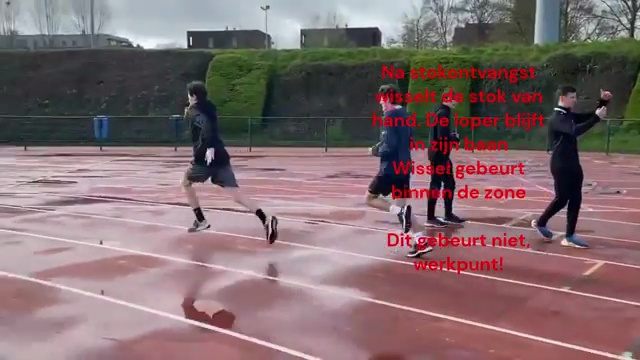 Na stokontvangst
wisselt de stok van
hand. De loper blijft
in zijn baan
Wissel gebeurt
binnen de zone
Dit gebeurt niet,
werkpunt!